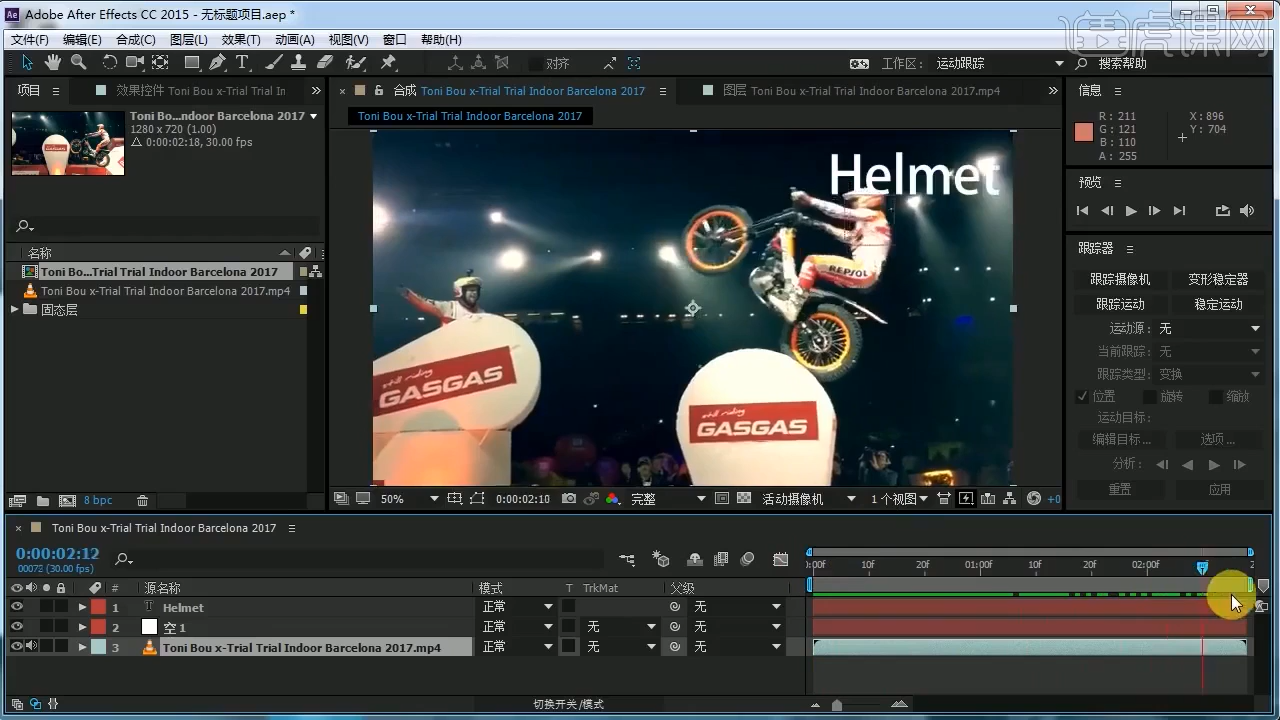 Adobe After Effects CC 2015 - 无标题项目.aep *
虎课网
文件(F) 编辑(E) 合成(C) 图层(L) 效果(T) 动画(A) 视图(V) 窗口 帮助(H)
对齐 工作区: 运动跟踪 搜索帮助
项目 效果控件 Toni Bou x-Trial Trial In
合成 Toni Bou x-Trial Trial Indoor Barcelona 2017
图层 Toni Bou x-Trial Trial Indoor Barcelona 2017.mp4
信息
Toni Bou x-Trial Trial Indoor Barcelona 2017
Toni Bou...ndoor Barcelona 2017
1280 x 720 (1.00)
Δ 0:00:02:18, 30.00 fps
R: 211
G: 121
B: 110
A: 255
X: 896
Y: 704
Helmet
REPSOL
still riding
GASGAS
still riding
GASGAS
预览
跟踪器
跟踪摄像机 变形稳定器
跟踪运动 稳定运动
运动源: 无
当前跟踪: 无
跟踪类型: 变换
位置 旋转 缩放
运动目标:
编辑目标... 选项...
分析:
重置 应用
名称
Toni Bo...Trial Trial Indoor Barcelona 2017
Toni Bou x-Trial Trial Indoor Barcelona 2017.mp4
固态层
8 bpc
50% 0:00:02:10 完整 活动摄像机 1个视图 +0
Toni Bou x-Trial Trial Indoor Barcelona 2017
0:00:02:12
00072 (30.00 fps)
0:00f 10f 20f 01:00f 10f 20f 02:00f 2
# 源名称 模式 T TrkMat 父级
1 T Helmet 正常 无
2 空 1 正常 无 无
3 Toni Bou x-Trial Trial Indoor Barcelona 2017.mp4 正常 无 无
切换开关/模式